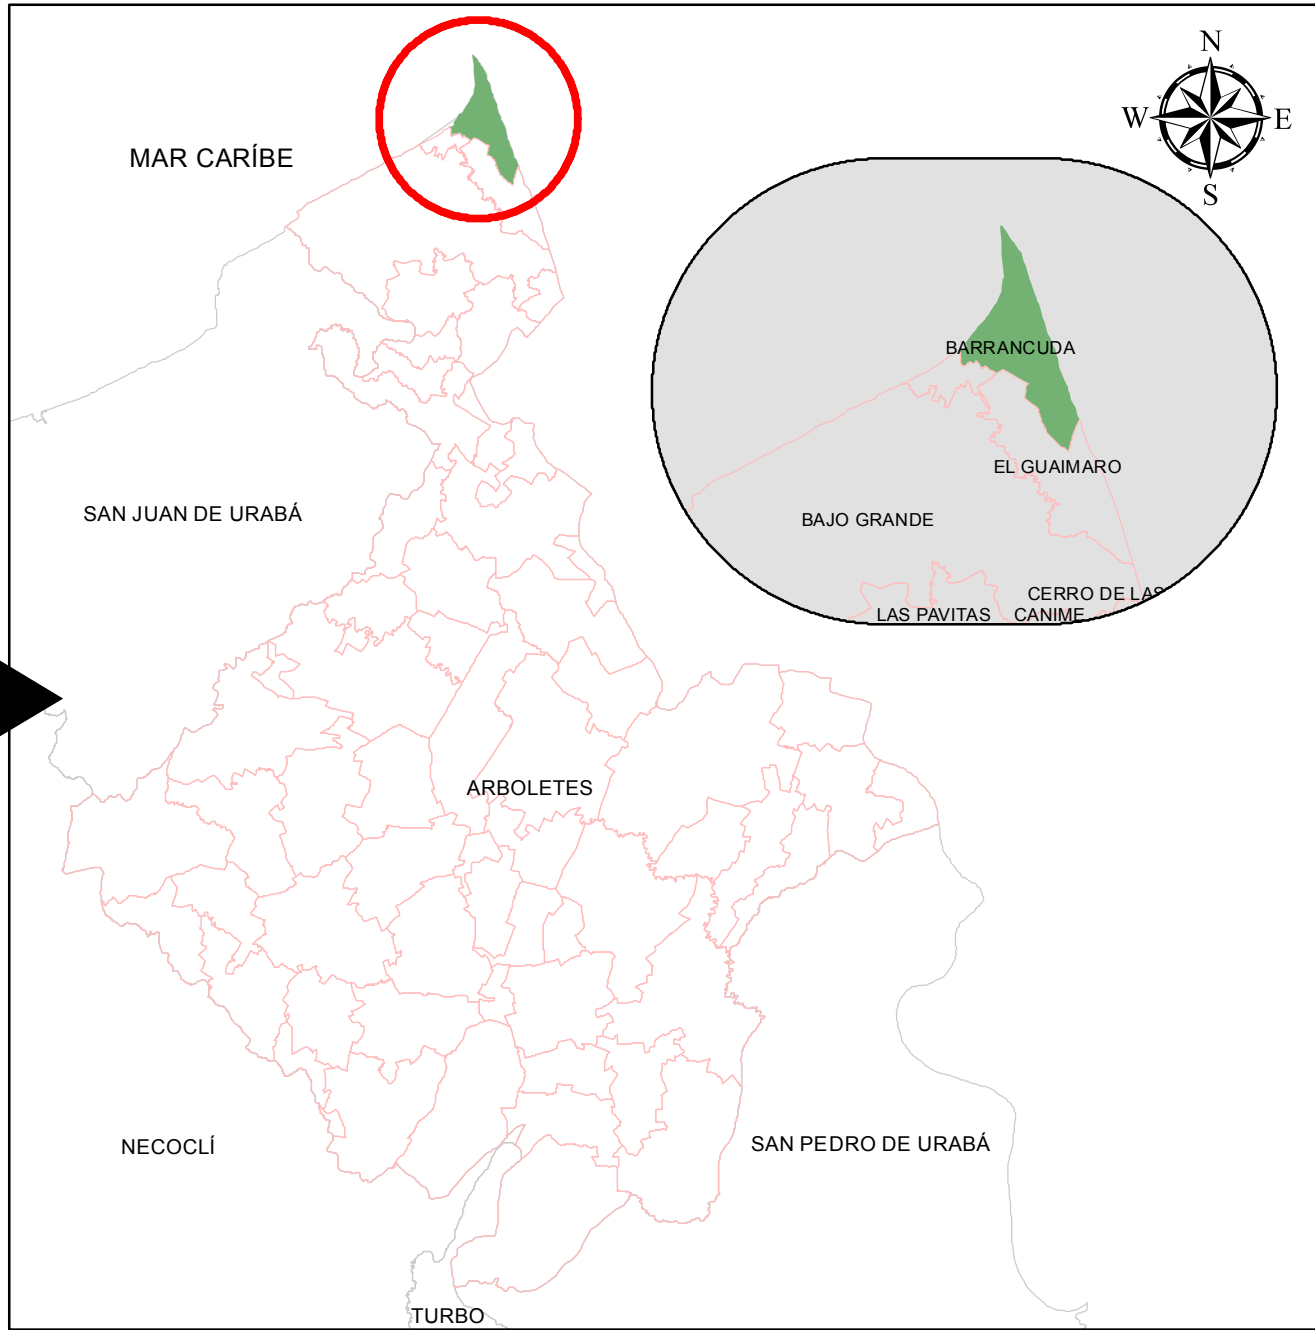 N
MAR CARÍBE
W
E
S
BARRANCUDA
EL GUAIMARO
SAN JUAN DE URABÁ
BAJO GRANDE
CERRO DE LAS
LAS PAVITAS
CANIME
ARBOLETES
NECOCLÍ
SAN PEDRO DE URABÁ
TURBO